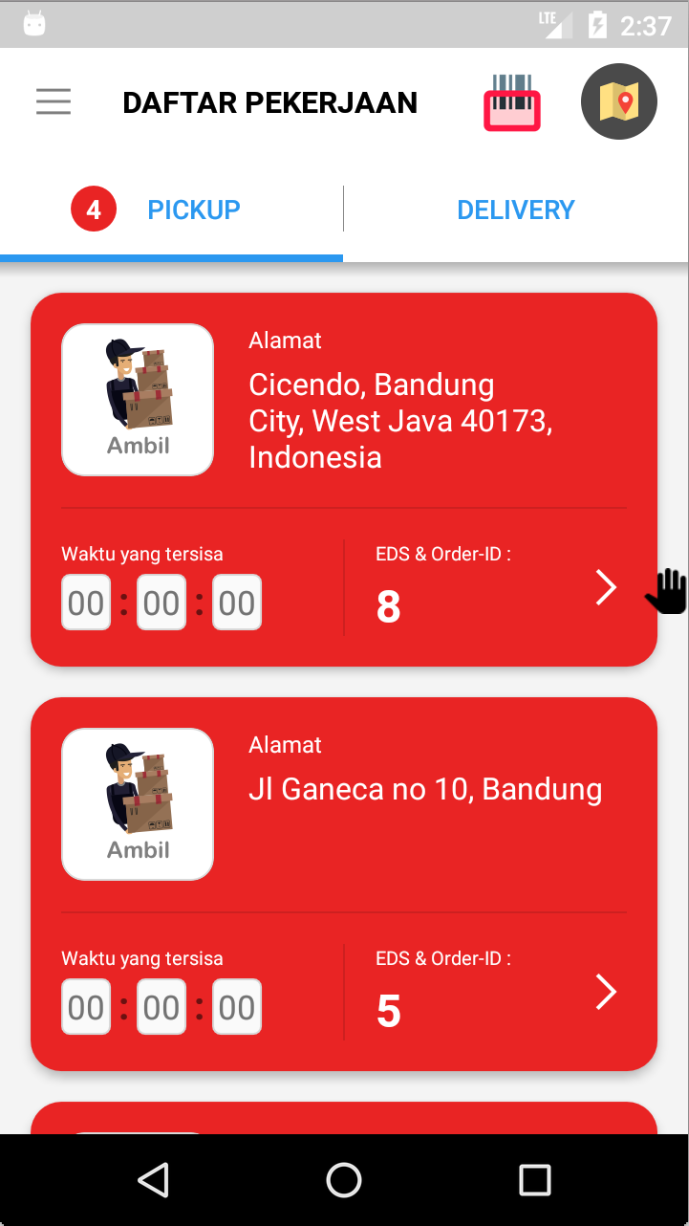 LTE 2:37
DAFTAR PEKERJAAN
4 PICKUP DELIVERY
Alamat
Cicendo, Bandung
City, West Java 40173,
Indonesia
Ambil
Waktu yang tersisa EDS & Order-ID :
00 : 00 : 00 8
Alamat
Jl Ganeca no 10, Bandung
Ambil
Waktu yang tersisa EDS & Order-ID :
00 : 00 : 00 5